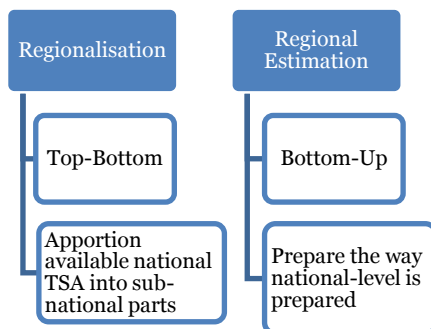 Regionalisation
Top-Bottom
Apportion
available national
TSA into sub-
national parts
Regional
Estimation
Bottom-Up
Prepare the way
national-level is
prepared